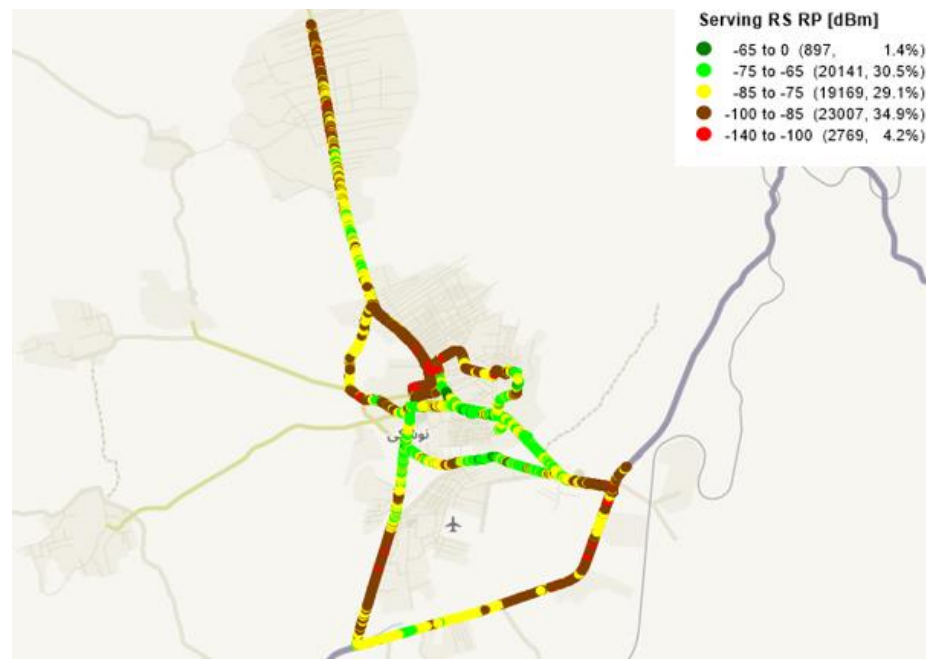 Serving RS RP [dBm]
-65 to 0 (897, 1.4%)
-75 to -65 (20141, 30.5%)
-85 to -75 (19169, 29.1%)
-100 to -85 (23007, 34.9%)
-140 to -100 (2769, 4.2%)
نوشکی